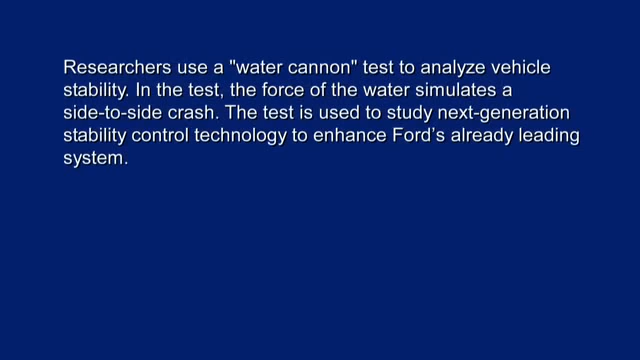 Researchers use a "water cannon" test to analyze vehicle
stability. In the test, the force of the water simulates a
side-to-side crash. The test is used to study next-generation
stability control technology to enhance Ford’s already leading
system.